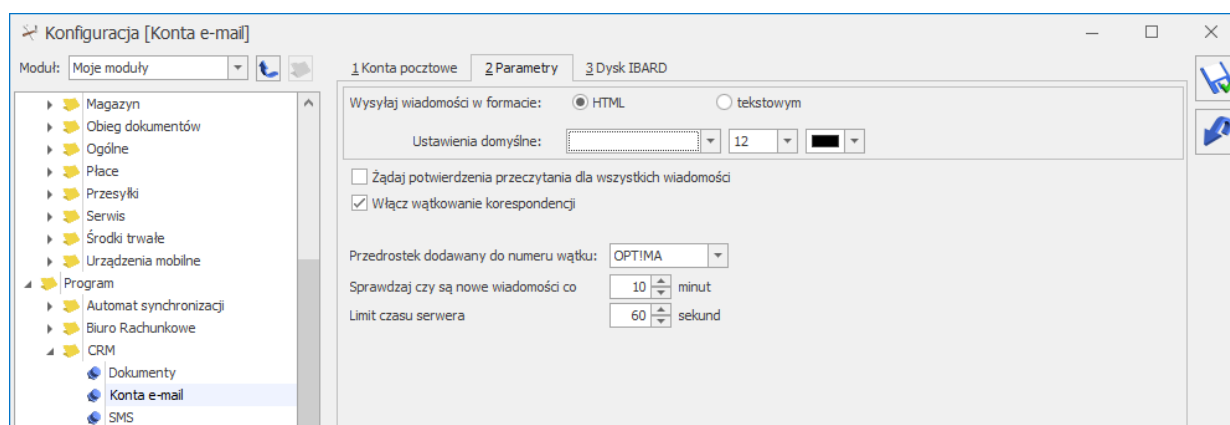 Konfiguracja [Konta e-mail]
Moduł: Moje moduły
1 Konta pocztowe 2 Parametry 3 Dysk IBARD
Magazyn
Obieg dokumentów
Ogólne
Płace
Przesyłki
Serwis
Środki trwałe
Urządzenia mobilne
Program
Automat synchronizacji
Biuro Rachunkowe
CRM
Dokumenty
Konta e-mail
SMS
Wysyłaj wiadomości w formacie: HTML tekstowym
Ustawienia domyślne: 12
Żądaj potwierdzenia przeczytania dla wszystkich wiadomości
Włącz wątkowanie korespondencji
Przedrostek dodawany do numeru wątku: OPT!MA
Sprawdzaj czy są nowe wiadomości co 10 minut
Limit czasu serwera 60 sekund